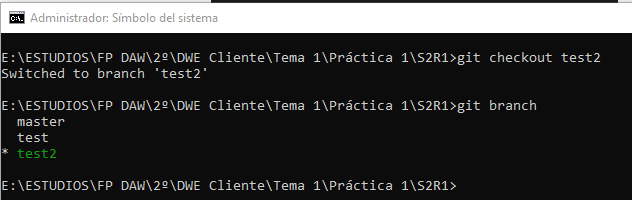 Administrador: Símbolo del sistema
E:\ESTUDIOS\FP DAW\2º\DWE Cliente\Tema 1\Práctica 1\S2R1>git checkout test2
Switched to branch 'test2'
E:\ESTUDIOS\FP DAW\2º\DWE Cliente\Tema 1\Práctica 1\S2R1>git branch
  master
  test
* test2
E:\ESTUDIOS\FP DAW\2º\DWE Cliente\Tema 1\Práctica 1\S2R1>